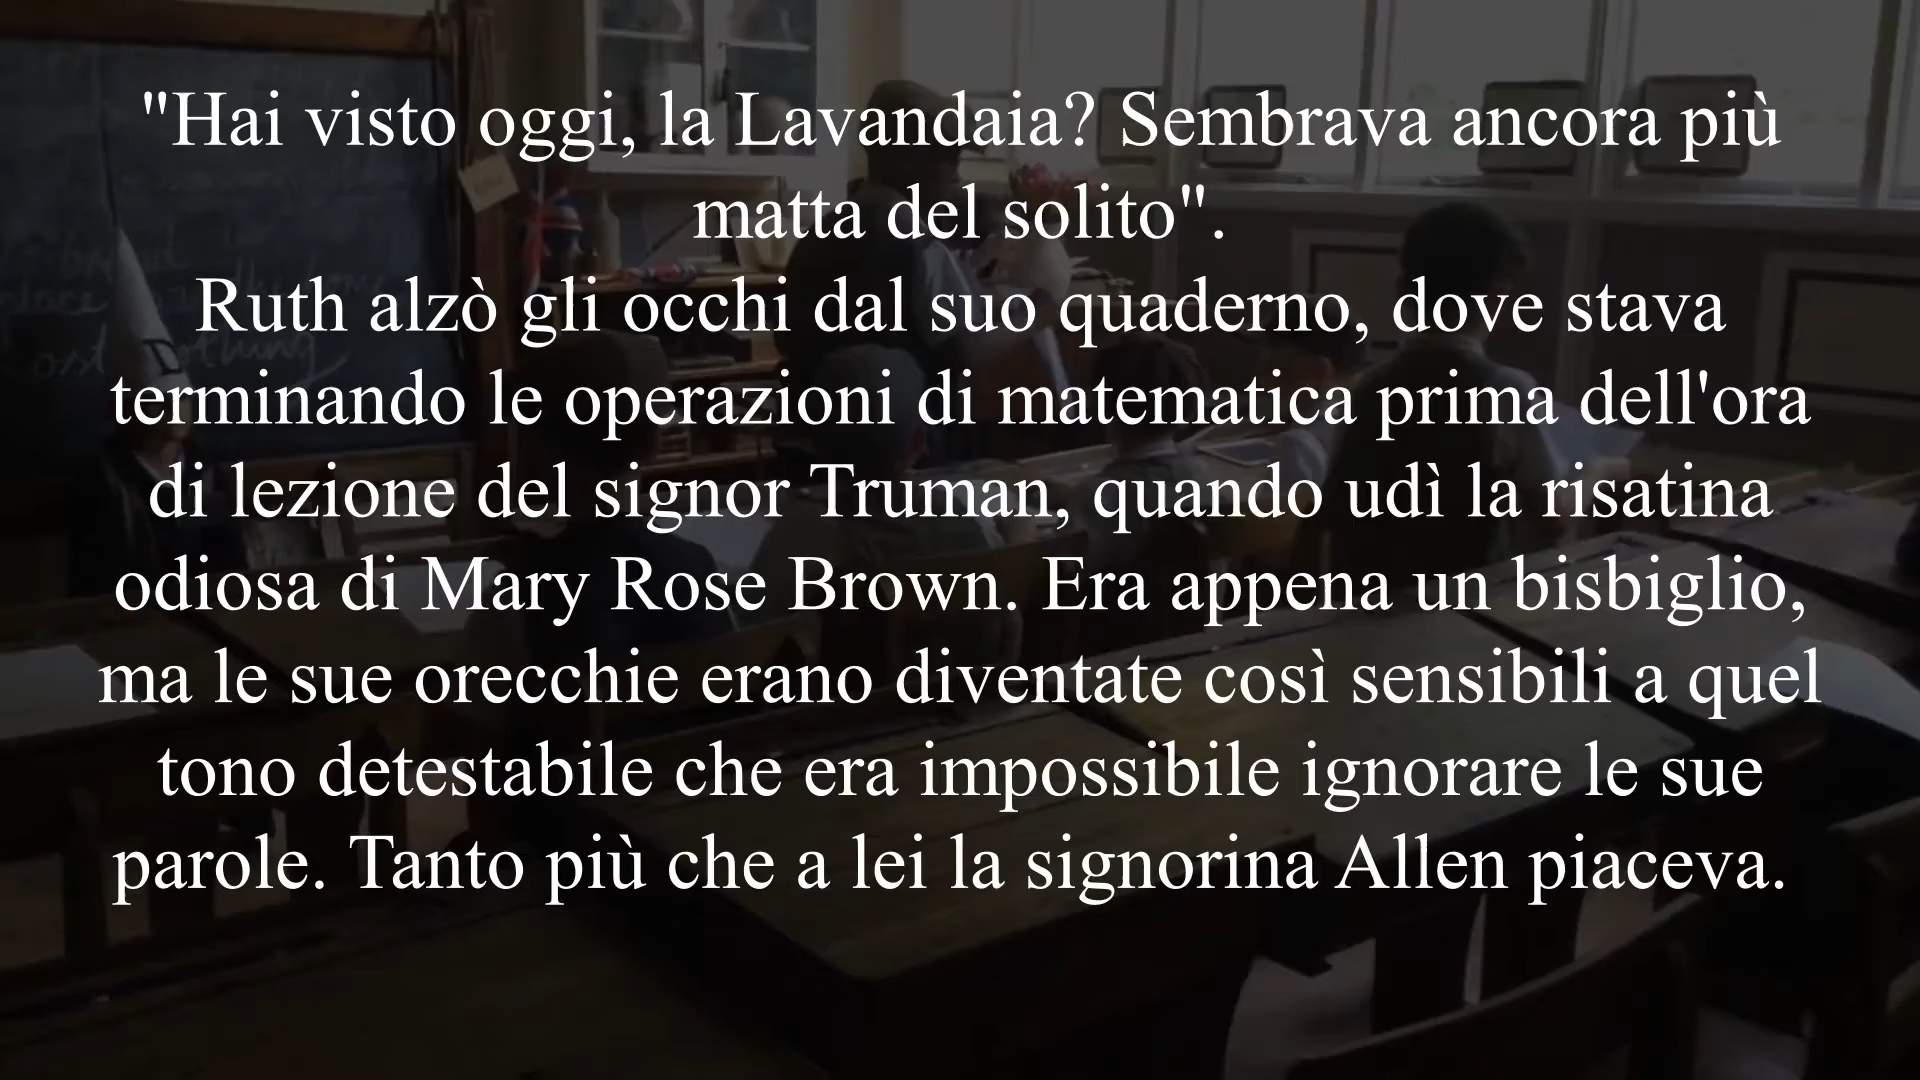 "Hai visto oggi, la Lavandaia? Sembrava ancora più
matta del solito".
Ruth alzò gli occhi dal suo quaderno, dove stava
terminando le operazioni di matematica prima dell'ora
di lezione del signor Truman, quando udì la risatina
odiosa di Mary Rose Brown. Era appena un bisbiglio,
ma le sue orecchie erano diventate così sensibili a quel
tono detestabile che era impossibile ignorare le sue
parole. Tanto più che a lei la signorina Allen piaceva.